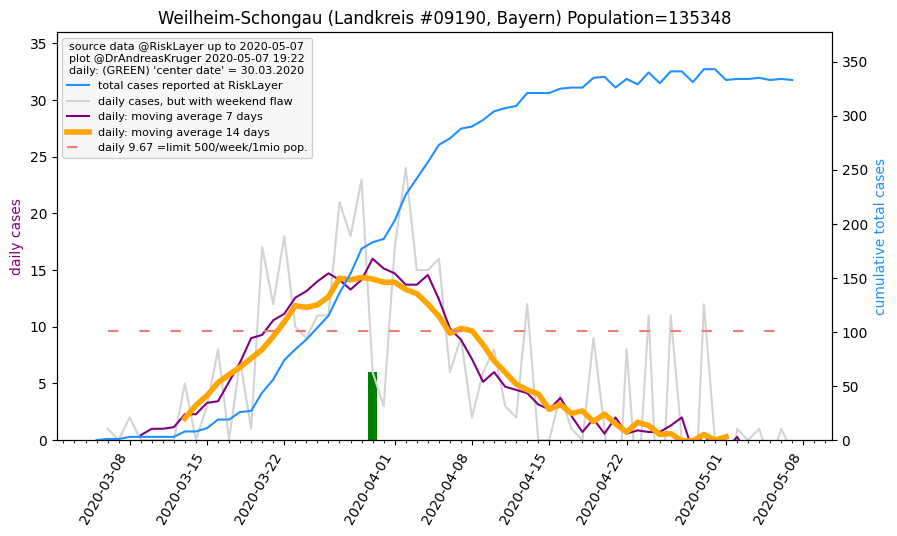 Weilheim-Schongau (Landkreis #09190, Bayern) Population=135348
source data @RiskLayer up to 2020-05-07
plot @DrAndreasKruger 2020-05-07 19:22
daily: (GREEN) 'center date' = 30.03.2020
total cases reported at RiskLayer
daily cases, but with weekend flaw
daily: moving average 7 days
daily: moving average 14 days
daily 9.67 =limit 500/week/1mio pop.
daily cases
35
30
25
20
15
10
5
0
350
300
250
200
150
100
50
0
cumulative total cases
2020-03-08
2020-03-15
2020-03-22
2020-04-01
2020-04-08
2020-04-15
2020-04-22
2020-05-01
2020-05-08